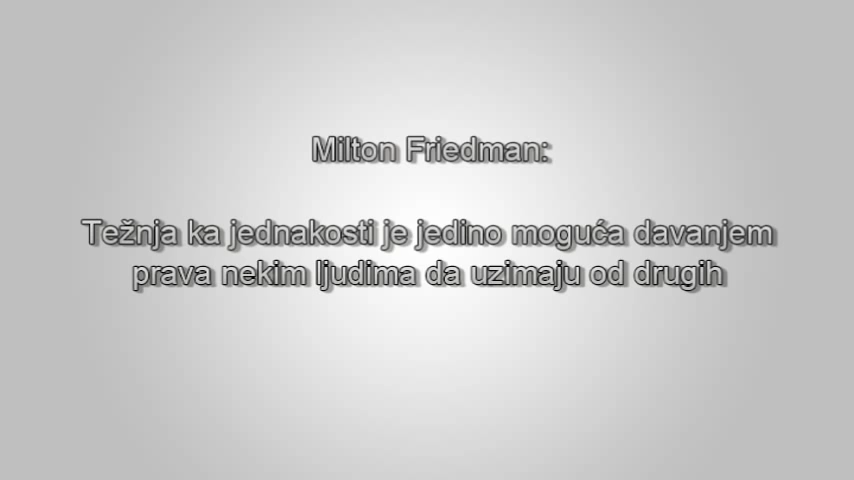 Milton Friedman:
Težnja ka jednakosti je jedino moguća davanjem
prava nekim ljudima da uzimaju od drugih